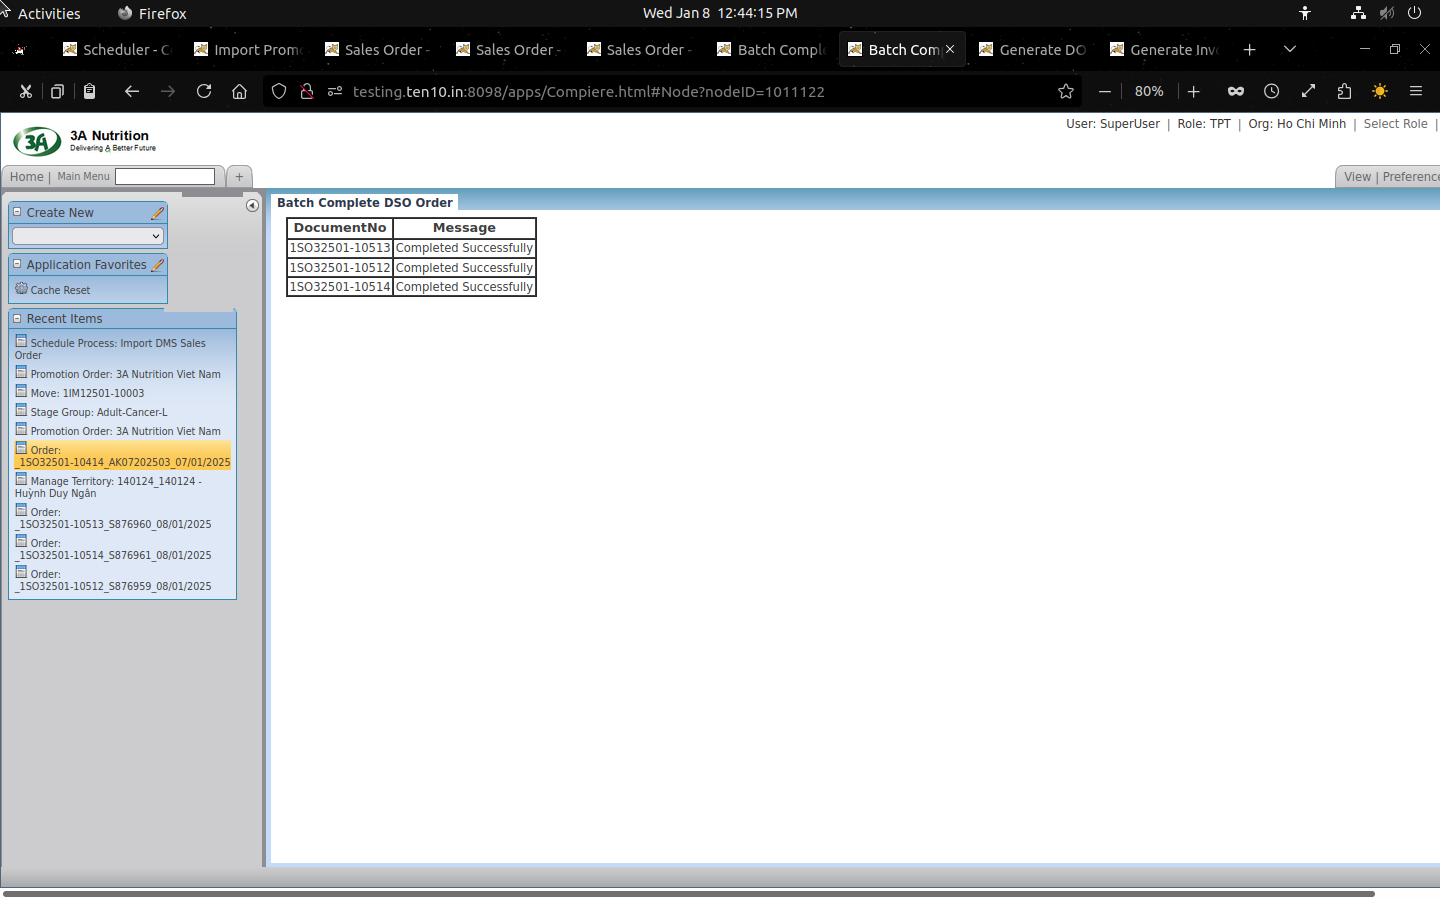 Activities
Firefox
Wed Jan 8 12:44:15 PM
Scheduler - C
Import Prom
Sales Order -
Sales Order -
Sales Order -
Batch Comple
Batch Com
Generate DO
Generate Inv
testing.ten10.in:8098/apps/Compiere.html#Node?nodeID=1011122
80%
3A
3A Nutrition
Delivering A Better Future
User: SuperUser | Role: TPT | Org: Ho Chi Minh | Select Role |
Home | Main Menu
+
View | Preference
Create New
Application Favorites
Cache Reset
Recent Items
Schedule Process: Import DMS Sales
Order
Promotion Order: 3A Nutrition Viet Nam
Move: 1IM12501-10003
Stage Group: Adult-Cancer-L
Promotion Order: 3A Nutrition Viet Nam
Order:
_1SO32501-10414_AK07202503_07/01/2025
Manage Territory: 140124_140124 -
Huỳnh Duy Ngân
Order:
_1SO32501-10513_S876960_08/01/2025
Order:
_1SO32501-10514_S876961_08/01/2025
Order:
_1SO32501-10512_S876959_08/01/2025
Batch Complete DSO Order
DocumentNo Message
1SO32501-10513 Completed Successfully
1SO32501-10512 Completed Successfully
1SO32501-10514 Completed Successfully